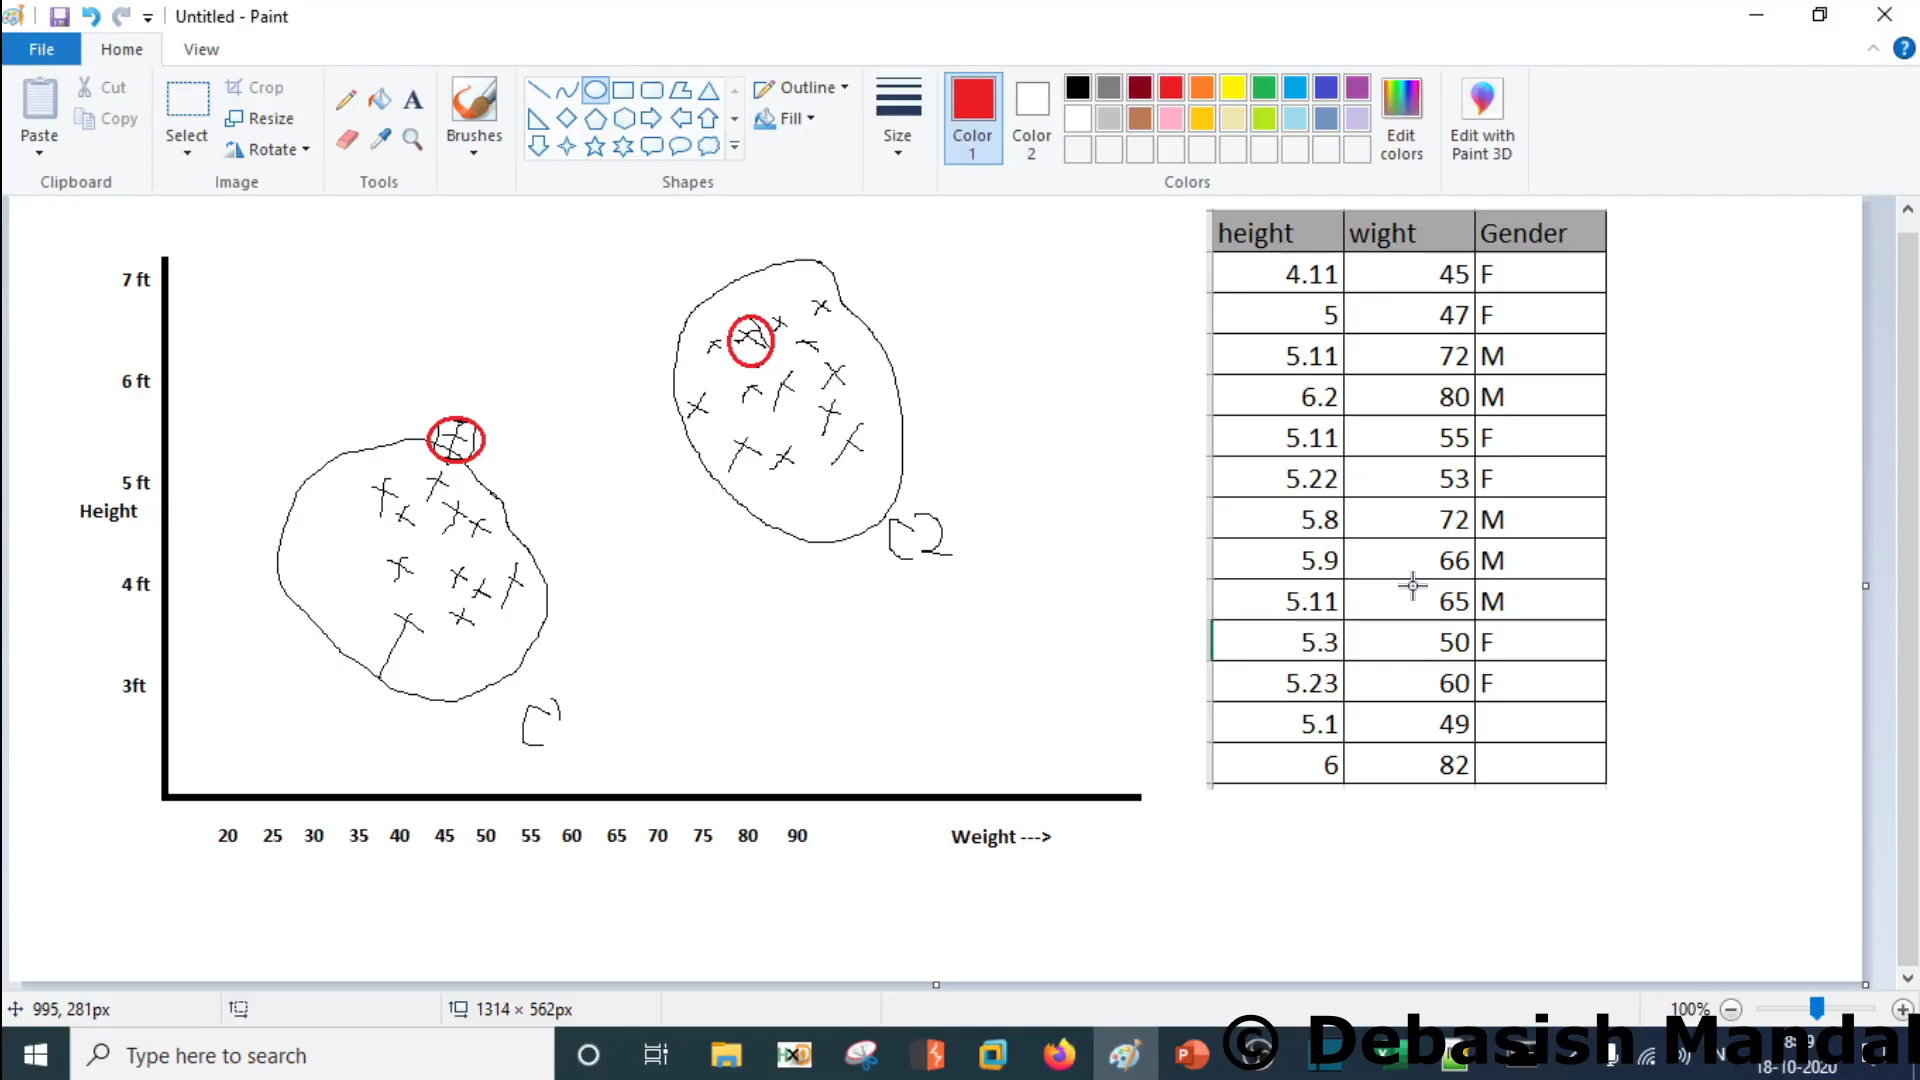 Untitled - Paint
File Home View
Paste Cut Copy Clipboard
Select Crop Resize Rotate Image
Tools
Brushes
Outline Fill Shapes
Size
Color 1 Color 2 Edit colors Colors
Edit with Paint 3D
7 ft
6 ft
5 ft
Height
4 ft
3ft
C2
20 25 30 35 40 45 50 55 60 65 70 75 80 90 Weight --->
height wight Gender
4.11 45 F
5 47 F
5.11 72 M
6.2 80 M
5.11 55 F
5.22 53 F
5.8 72 M
5.9 66 M
5.11 65 M
5.3 50 F
5.23 60 F
5.1 49
6 82
995, 281px 1314 × 562px 100%
Type here to search
© Debasish Mandal
18-10-2020